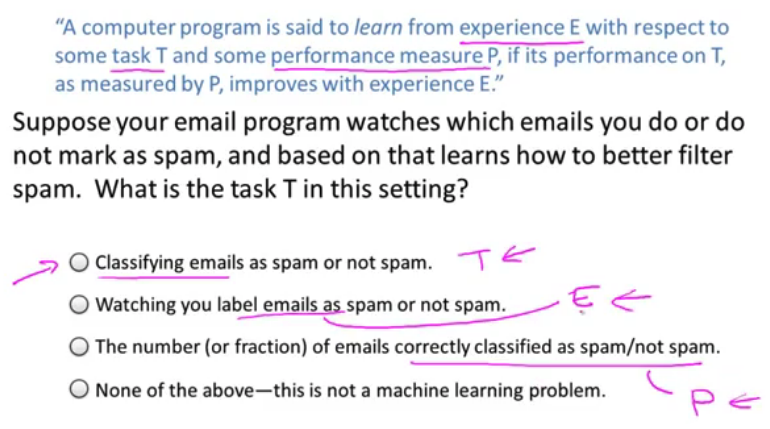 “A computer program is said to learn from experience E with respect to
some task T and some performance measure P, if its performance on T,
as measured by P, improves with experience E.”
Suppose your email program watches which emails you do or do
not mark as spam, and based on that learns how to better filter
spam.  What is the task T in this setting?
Classifying emails as spam or not spam. T
Watching you label emails as spam or not spam. E
The number (or fraction) of emails correctly classified as spam/not spam.
None of the above—this is not a machine learning problem. P